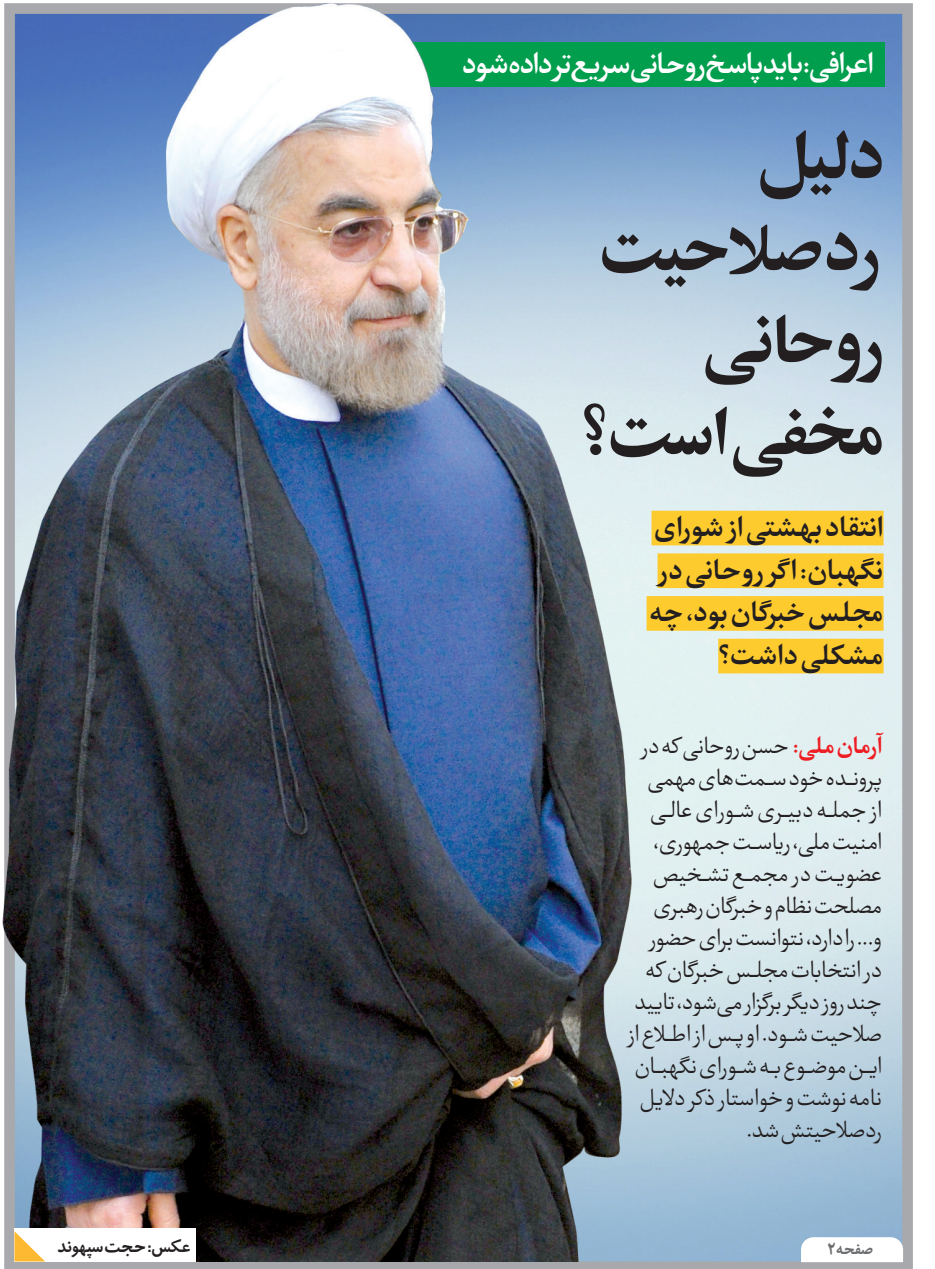 اعرافی: باید پاسخ روحانی سریع‌تر داده شود
دلیل
ردصلاحیت
روحانی
مخفی است؟
انتقاد بهشتی از شورای
نگهبان: اگر روحانی در
مجلس خبرگان بود، چه
مشکلی داشت؟
آرمان ملی: حسن روحانی که در
پرونده خود سمت‌های مهمی
از جمله دبیری شورای عالی
امنیت ملی، ریاست جمهوری،
عضویت در مجمع تشخیص
مصلحت نظام و خبرگان رهبری
و... را دارد، نتوانست برای حضور
در انتخابات مجلس خبرگان که
چند روز دیگر برگزار می‌شود، تایید
صلاحیت شود. او پس از اطلاع از
این موضوع به شورای نگهبان
نامه نوشت و خواستار ذکر دلایل
ردصلاحیتش شد.
صفحه ۲
عکس: حجت سپهوند